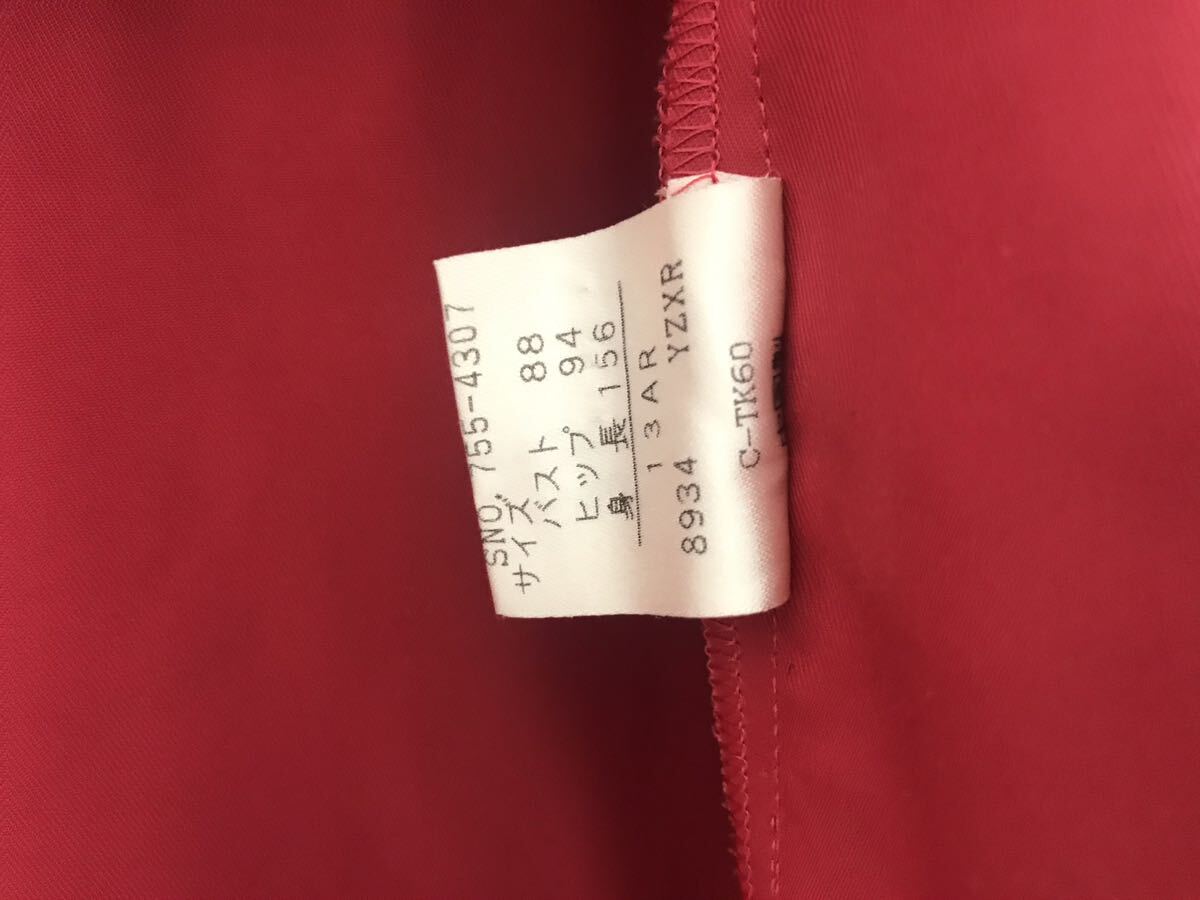 SNO.755-4307
サイズ
バスト 88
ヒップ 94
身長 156
13AR
8934 YZXR
C-TK60